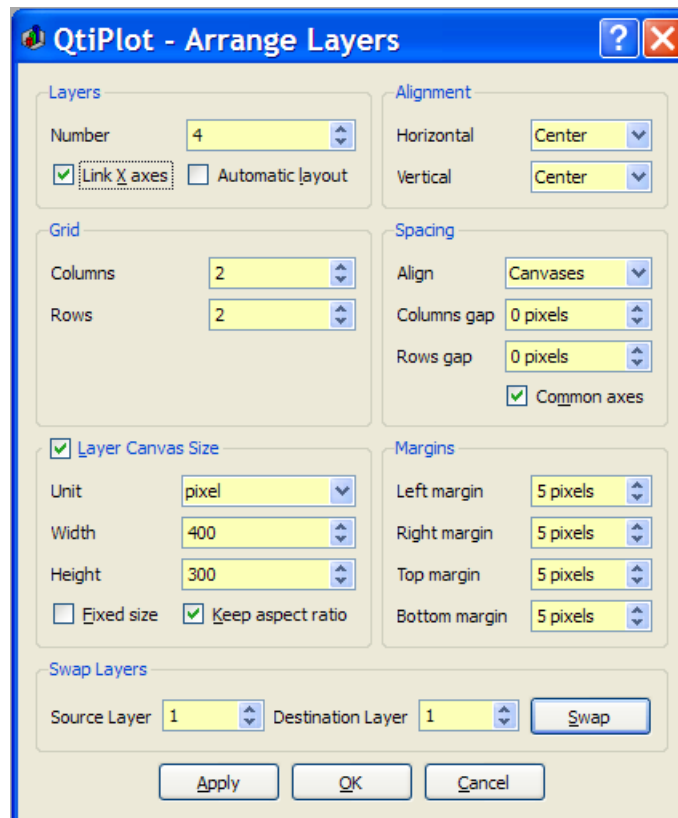 QtiPlot - Arrange Layers
Layers
Number 4
Link X axes Automatic layout
Alignment
Horizontal Center
Vertical Center
Grid
Columns 2
Rows 2
Spacing
Align Canvases
Columns gap 0 pixels
Rows gap 0 pixels
Common axes
Layer Canvas Size
Unit pixel
Width 400
Height 300
Fixed size Keep aspect ratio
Margins
Left margin 5 pixels
Right margin 5 pixels
Top margin 5 pixels
Bottom margin 5 pixels
Swap Layers
Source Layer 1 Destination Layer 1 Swap
Apply OK Cancel